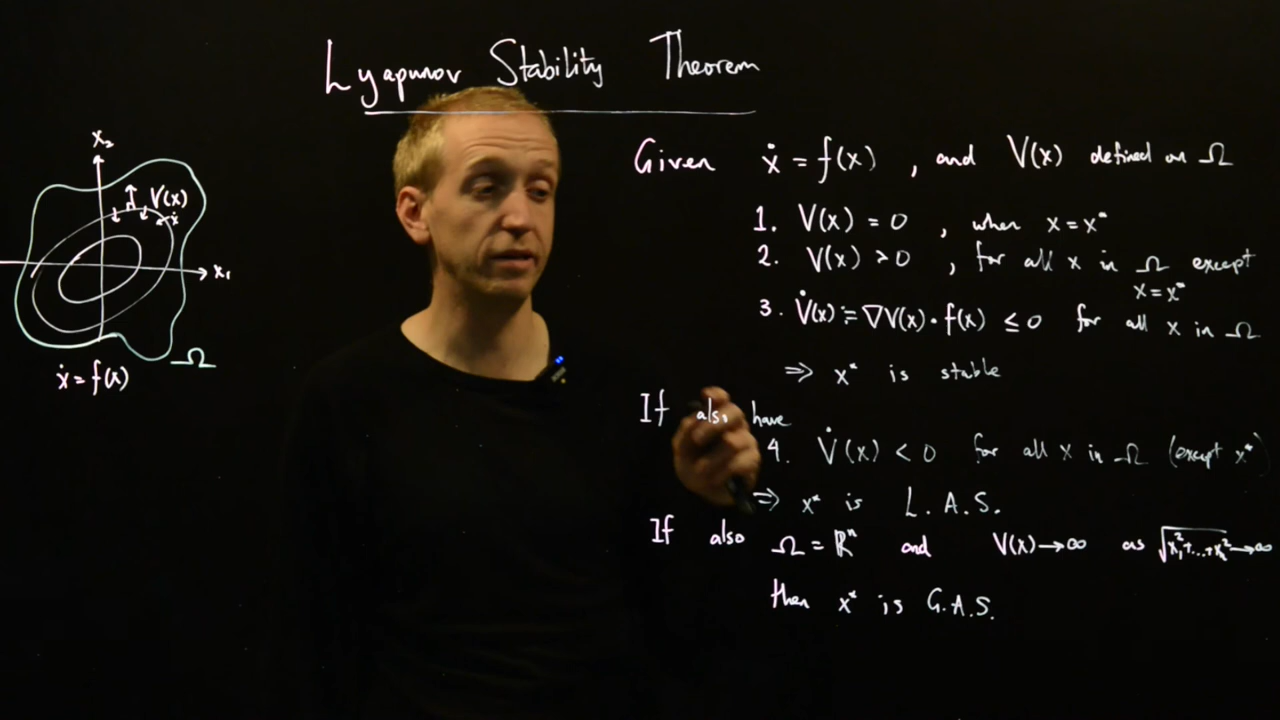 Lyapunov Stability Theorem
x₂
V(x)
ẋ
x₁
Ω
ẋ = f(x)
Given ẋ = f(x) , and V(x) defined on Ω
1. V(x) = 0 , when x = x*
2. V(x) > 0 , for all x in Ω except
x = x*
3. V̇(x) := ∇V(x) · f(x) ≤ 0 for all x in Ω
⇒ x* is stable
If also have
4. V̇(x) < 0 for all x in Ω (except x*)
⇒ x* is L.A.S.
If also Ω = ℝⁿ and V(x) → ∞ as √(x₁² + ... + xₙ²) → ∞
then x* is G.A.S.